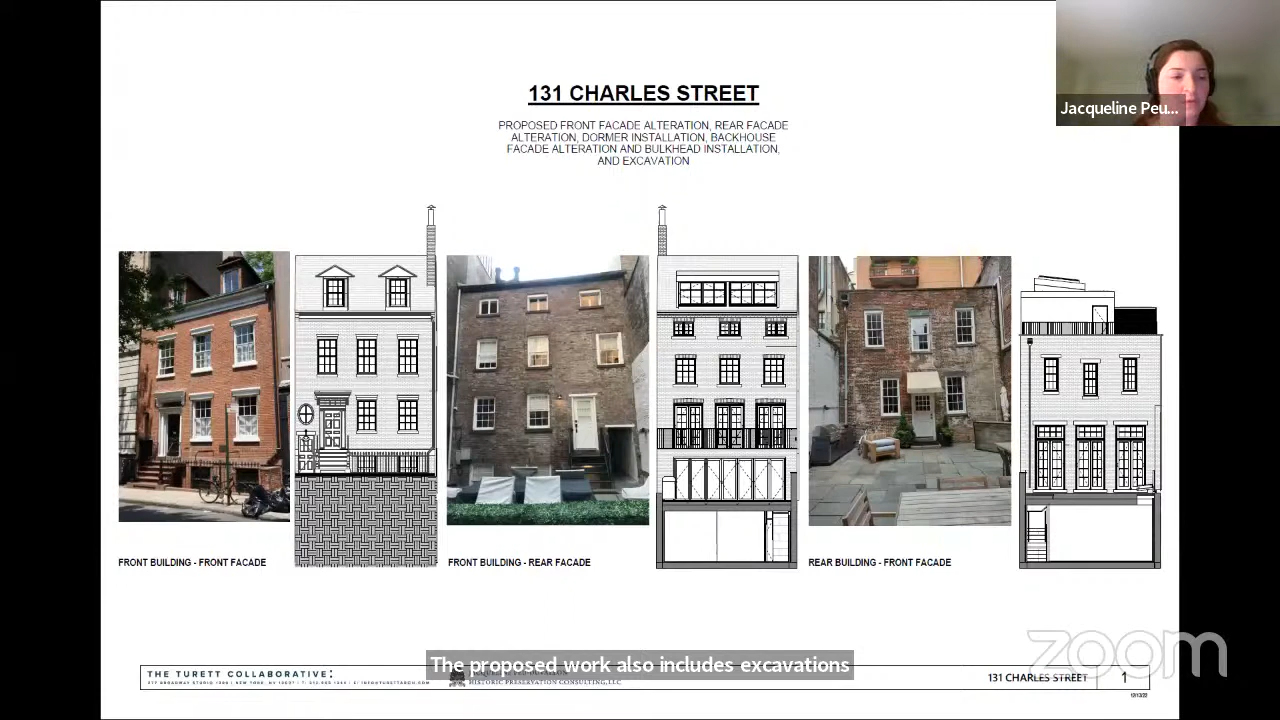 131 CHARLES STREET
PROPOSED FRONT FACADE ALTERATION, REAR FACADE
ALTERATION, DORMER INSTALLATION, BACKHOUSE
FACADE ALTERATION AND BULKHEAD INSTALLATION,
AND EXCAVATION
Jacqueline Peu...
FRONT BUILDING - FRONT FACADE
FRONT BUILDING - REAR FACADE
REAR BUILDING - FRONT FACADE
zoom
The proposed work also includes excavations
THE TURETT COLLABORATIVE:
HISTORIC PRESERVATION CONSULTING, LLC
131 CHARLES STREET
1